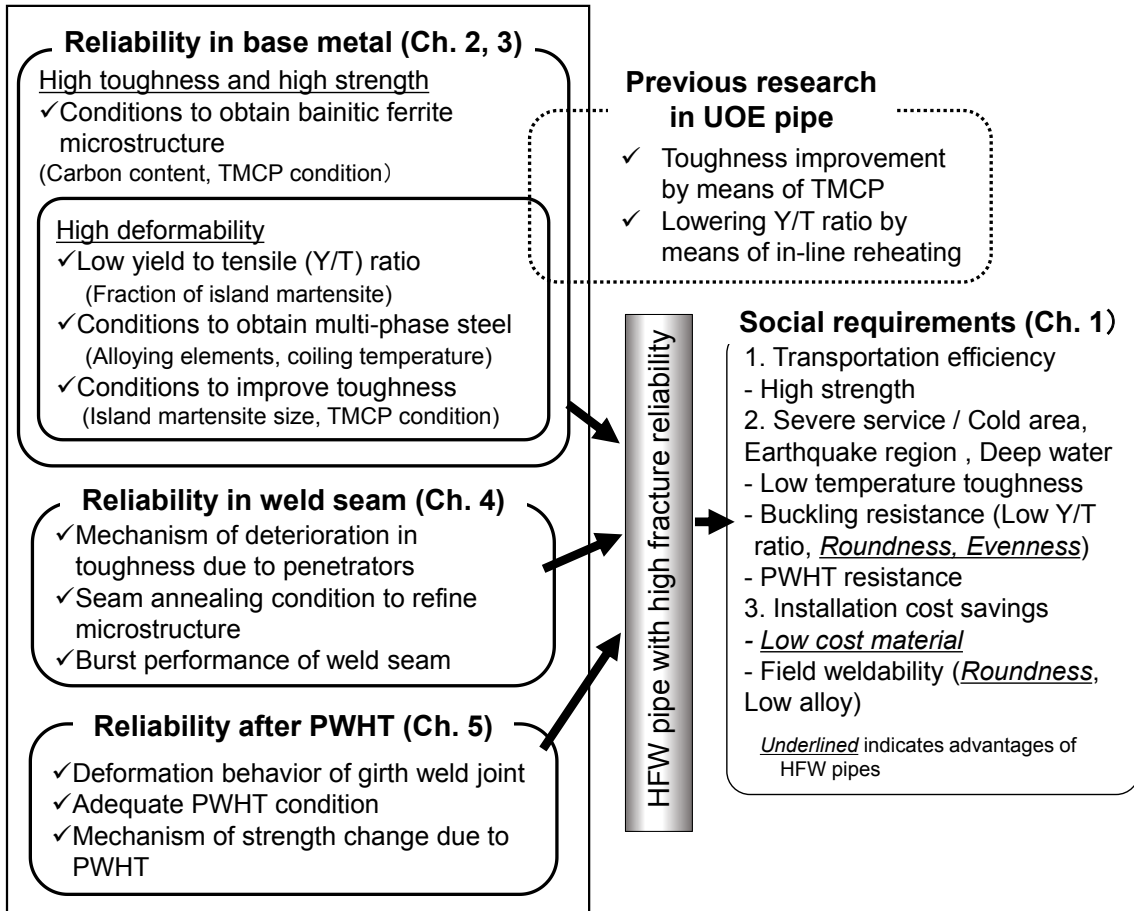 Reliability in base metal (Ch. 2, 3)
High toughness and high strength
✓Conditions to obtain bainitic ferrite
microstructure
(Carbon content, TMCP condition）
High deformability
✓Low yield to tensile (Y/T) ratio
(Fraction of island martensite)
✓Conditions to obtain multi-phase steel
(Alloying elements, coiling temperature)
✓Conditions to improve toughness
(Island martensite size, TMCP condition)
Reliability in weld seam (Ch. 4)
✓Mechanism of deterioration in
toughness due to penetrators
✓Seam annealing condition to refine
microstructure
✓Burst performance of weld seam
Reliability after PWHT (Ch. 5)
✓Deformation behavior of girth weld joint
✓Adequate PWHT condition
✓Mechanism of strength change due to
PWHT
Previous research
in UOE pipe
✓ Toughness improvement
by means of TMCP
✓ Lowering Y/T ratio by
means of in-line reheating
HFW pipe with high fracture reliability
Social requirements (Ch. 1）
1. Transportation efficiency
- High strength
2. Severe service / Cold area,
Earthquake region , Deep water
- Low temperature toughness
- Buckling resistance (Low Y/T
ratio, Roundness, Evenness)
- PWHT resistance
3. Installation cost savings
- Low cost material
- Field weldability (Roundness,
Low alloy)
Underlined indicates advantages of
HFW pipes